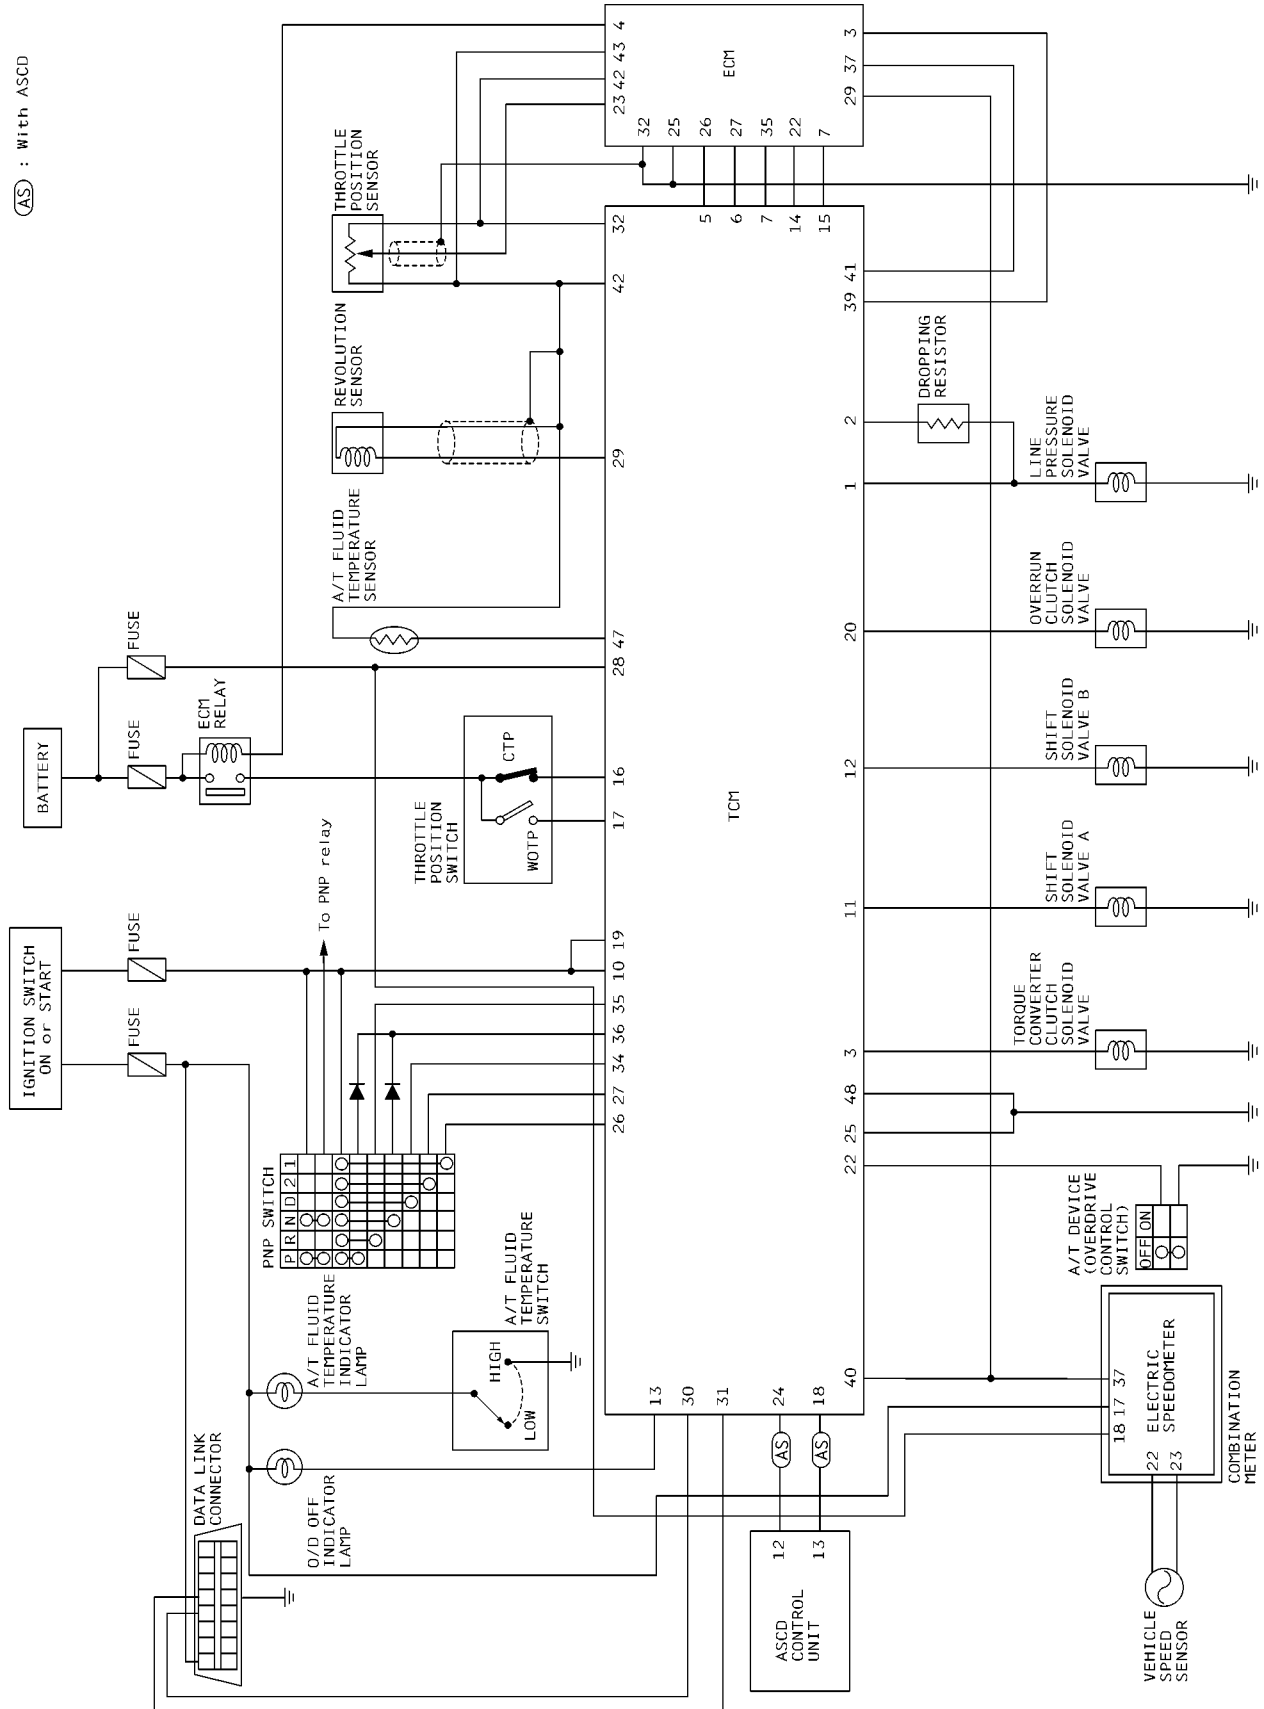 AS : With ASCD
BATTERY
IGNITION SWITCH
ON or START
FUSE
FUSE
FUSE
FUSE
ECM
RELAY
To PNP relay
THROTTLE
POSITION
SENSOR
REVOLUTION
SENSOR
A/T FLUID
TEMPERATURE
SENSOR
THROTTLE
POSITION
SWITCH
CTP
WOTP
PNP SWITCH
P R N D 2 1
A/T FLUID
TEMPERATURE
INDICATOR
LAMP
A/T FLUID
TEMPERATURE
SWITCH
HIGH
LOW
DATA LINK
CONNECTOR
O/D OFF
INDICATOR
LAMP
ECM
4
43
42
23
32
25
26
27
35
22
7
3
37
29
TCM
32
42
29
47
28
16
17
19
10
35
36
34
27
26
5
6
7
14
15
41
39
2
1
20
12
11
3
48
25
22
40
13
30
31
24
18
AS
AS
12
13
ASCD
CONTROL
UNIT
DROPPING
RESISTOR
LINE
PRESSURE
SOLENOID
VALVE
OVERRUN
CLUTCH
SOLENOID
VALVE
SHIFT
SOLENOID
VALVE B
SHIFT
SOLENOID
VALVE A
TORQUE
CONVERTER
CLUTCH
SOLENOID
VALVE
A/T DEVICE
(OVERDRIVE
CONTROL
SWITCH)
OFF ON
18 17 37
ELECTRIC
SPEEDOMETER
22
23
COMBINATION
METER
VEHICLE
SPEED
SENSOR